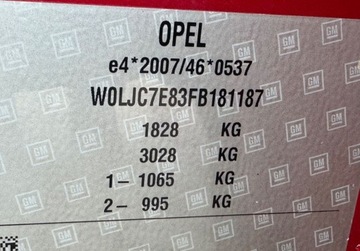 OPEL
e4*2007/46*0537
W0LJC7E83FB181187
1828 KG
3028 KG
1- 1065 KG
2- 995 KG